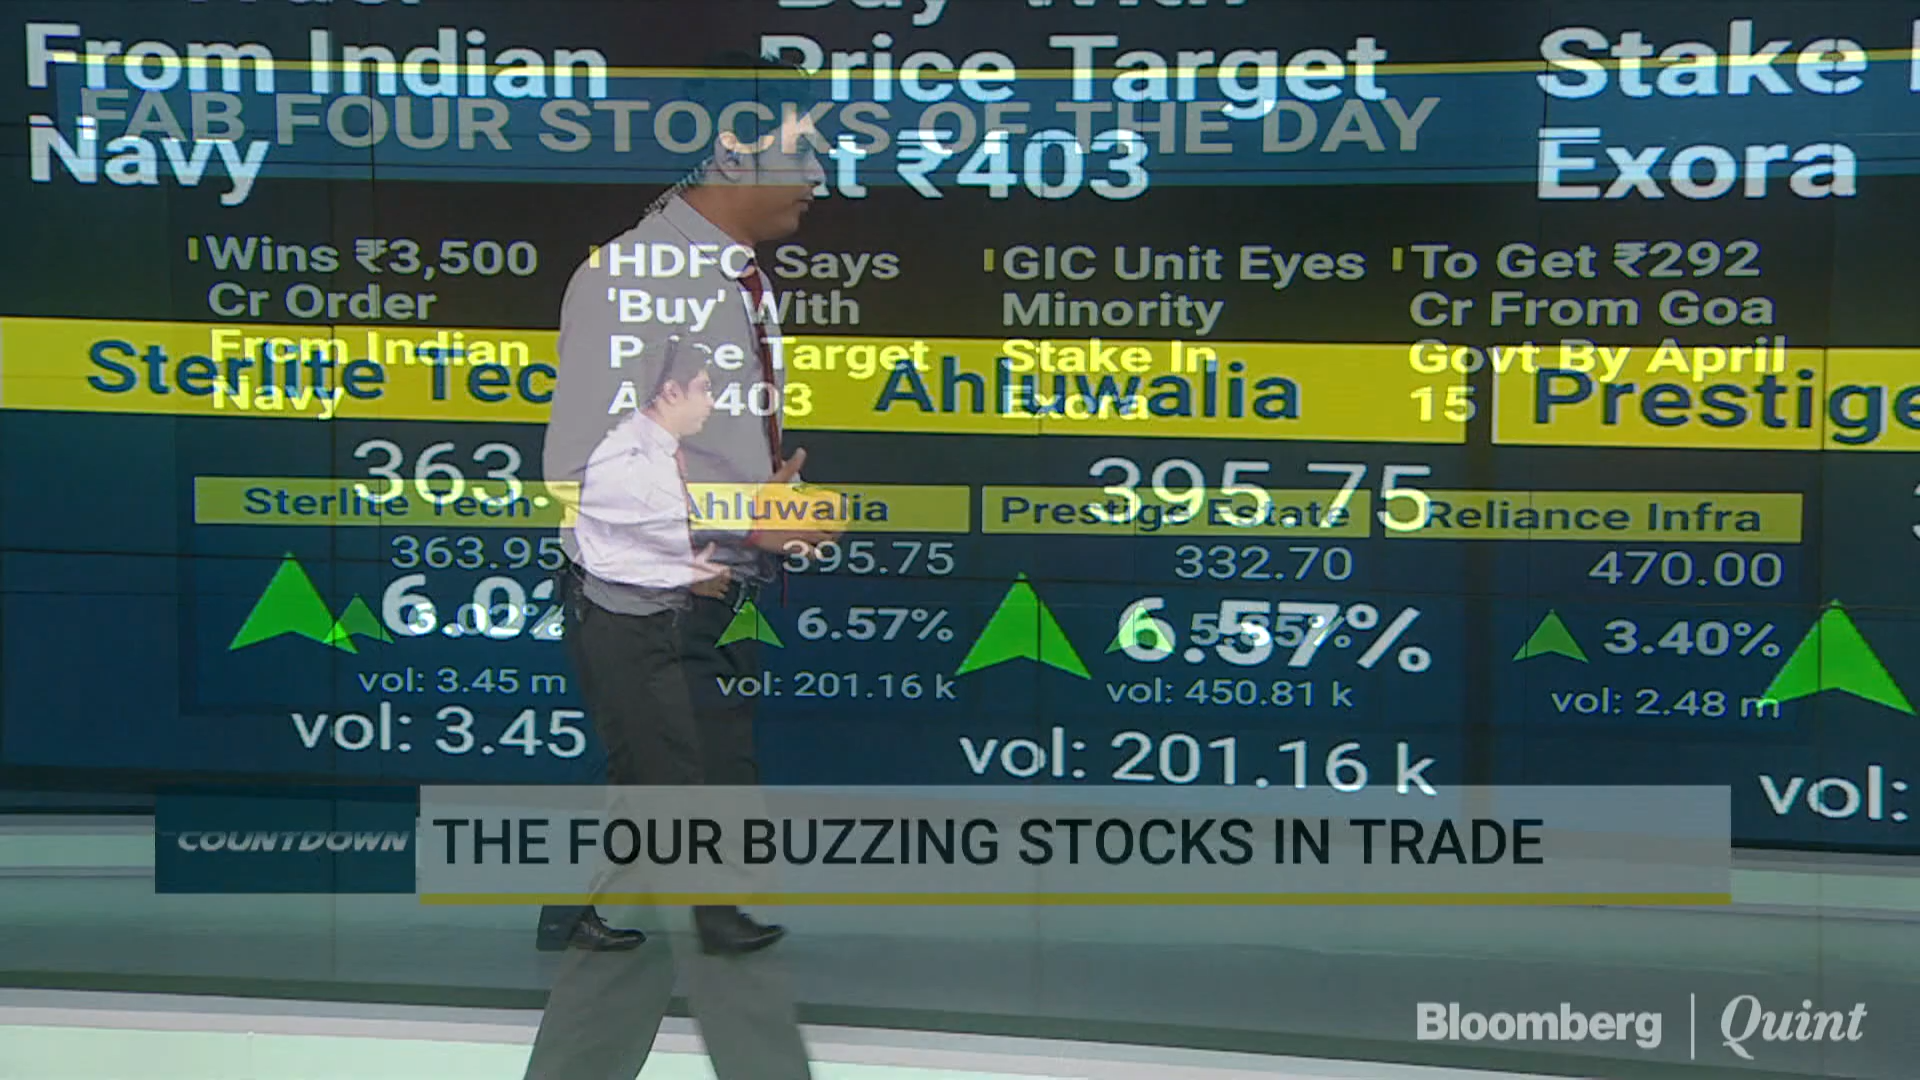 From Indian
Navy
Price Target
At ₹403
Stake
Exora
FAB FOUR STOCKS OF THE DAY
Wins ₹3,500
Cr Order
From Indian
Navy
HDFC Says
'Buy' With
Price Target
At 403
GIC Unit Eyes
Minority
Stake In
Exora
To Get ₹292
Cr From Goa
Govt By April
15
Sterlite Tec
Ahluwalia
Prestige
363.
395.75
Sterlite Tech
Ahluwalia
Prestige Estate
Reliance Infra
363.95
395.75
332.70
470.00
6.02
6.57%
6.02%
6.57%
3.40%
vol: 3.45 m
vol: 201.16 k
vol: 450.81 k
vol: 2.48 m
vol: 3.45
vol: 201.16 k
vol:
COUNTDOWN
THE FOUR BUZZING STOCKS IN TRADE
Bloomberg | Quint